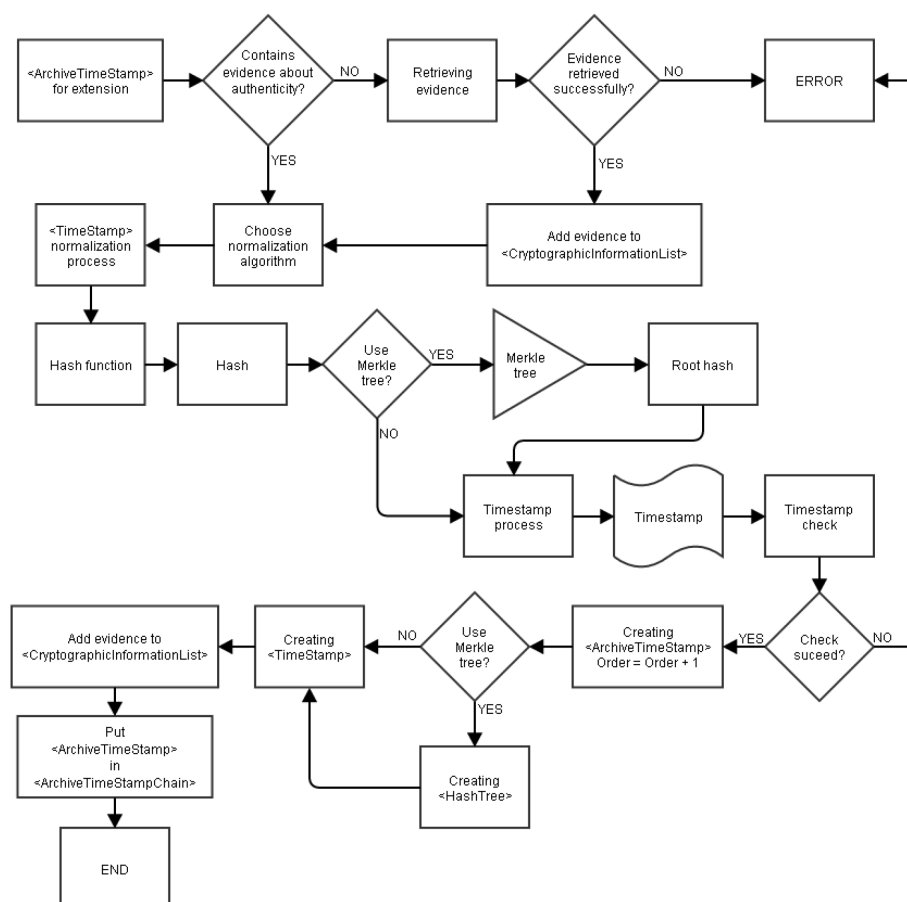 <ArchiveTimeStamp>
for extension
Contains
evidence about
authenticity?
NO
Retrieving
evidence
Evidence
retrieved
successfully?
NO
ERROR
YES
YES
<TimeStamp>
normalization
process
Choose
normalization
algorithm
Add evidence to
<CryptographicInformationList>
Hash function
Hash
Use
Merkle
tree?
YES
Merkle
tree
Root hash
NO
Timestamp
process
Timestamp
Timestamp
check
Add evidence to
<CryptographicInformationList>
Creating
<TimeStamp>
NO
Use
Merkle
tree?
Creating
<ArchiveTimeStamp>
Order = Order + 1
YES
Check
suceed?
NO
YES
Put
<ArchiveTimeStamp>
in
<ArchiveTimeStampChain>
Creating
<HashTree>
END